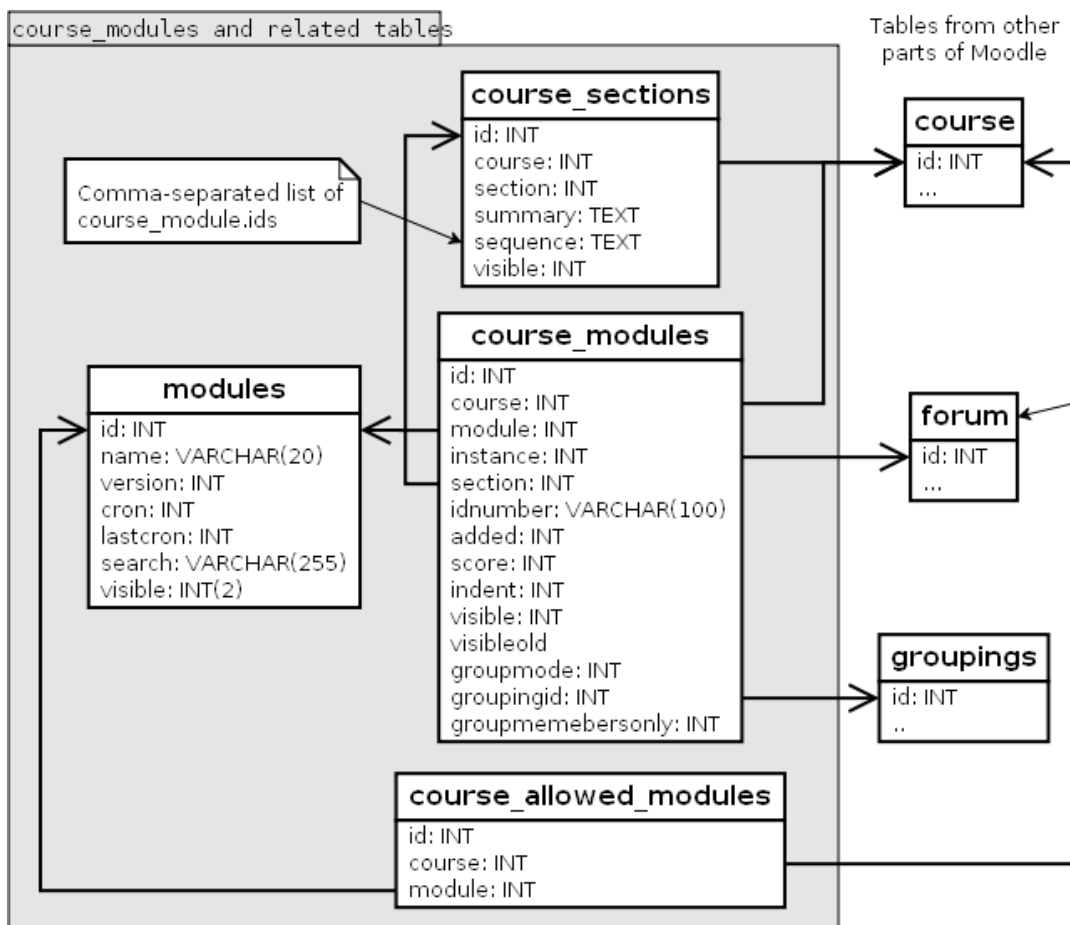 course_modules and related tables
Tables from other
parts of Moodle
course_sections
id: INT
course: INT
section: INT
summary: TEXT
sequence: TEXT
visible: INT
course
id: INT
...
Comma-separated list of
course_module.ids
course_modules
id: INT
course: INT
module: INT
instance: INT
section: INT
idnumber: VARCHAR(100)
added: INT
score: INT
indent: INT
visible: INT
visibleold
groupmode: INT
groupingid: INT
groupmemebersonly: INT
modules
id: INT
name: VARCHAR(20)
version: INT
cron: INT
lastcron: INT
search: VARCHAR(255)
visible: INT(2)
forum
id: INT
...
groupings
id: INT
..
course_allowed_modules
id: INT
course: INT
module: INT